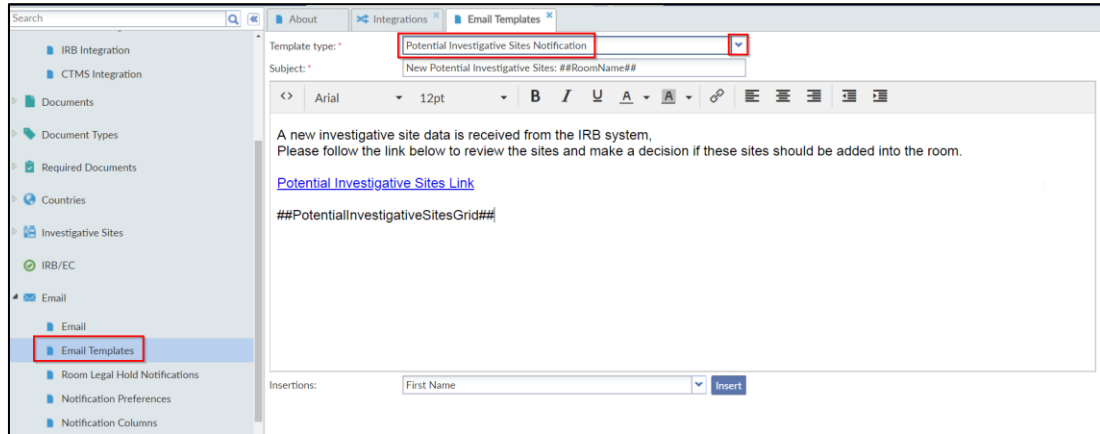 Search
IRB Integration
CTMS Integration
Documents
Document Types
Required Documents
Countries
Investigative Sites
IRB/EC
Email
Email
Email Templates
Room Legal Hold Notifications
Notification Preferences
Notification Columns
About
Integrations
Email Templates
Template type: *
Potential Investigative Sites Notification
Subject: *
New Potential Investigative Sites: ##RoomName##
Arial 12pt B I U A A
A new investigative site data is received from the IRB system,
Please follow the link below to review the sites and make a decision if these sites should be added into the room.
Potential Investigative Sites Link
##PotentialInvestigativeSitesGrid##
Insertions:
First Name
Insert